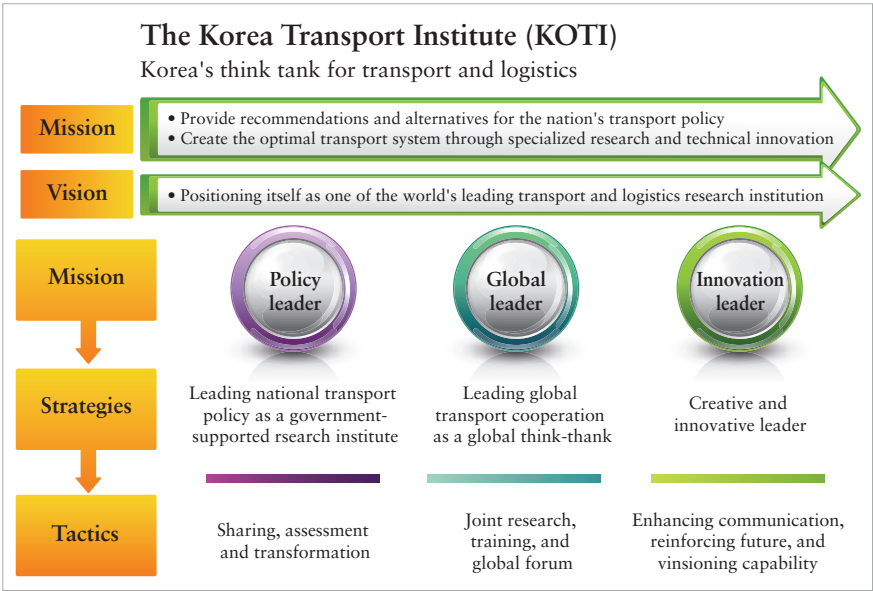 The Korea Transport Institute (KOTI)
Korea's think tank for transport and logistics
Mission
• Provide recommendations and alternatives for the nation's transport policy
• Create the optimal transport system through specialized research and technical innovation
Vision
• Positioning itself as one of the world's leading transport and logistics research institution
Mission
Policy
leader
Global
leader
Innovation
leader
Strategies
Leading national transport
policy as a government-
supported rsearch institute
Leading global
transport cooperation
as a global think-thank
Creative and
innovative leader
Tactics
Sharing, assessment
and transformation
Joint research,
training, and
global forum
Enhancing communication,
reinforcing future, and
vinsioning capability